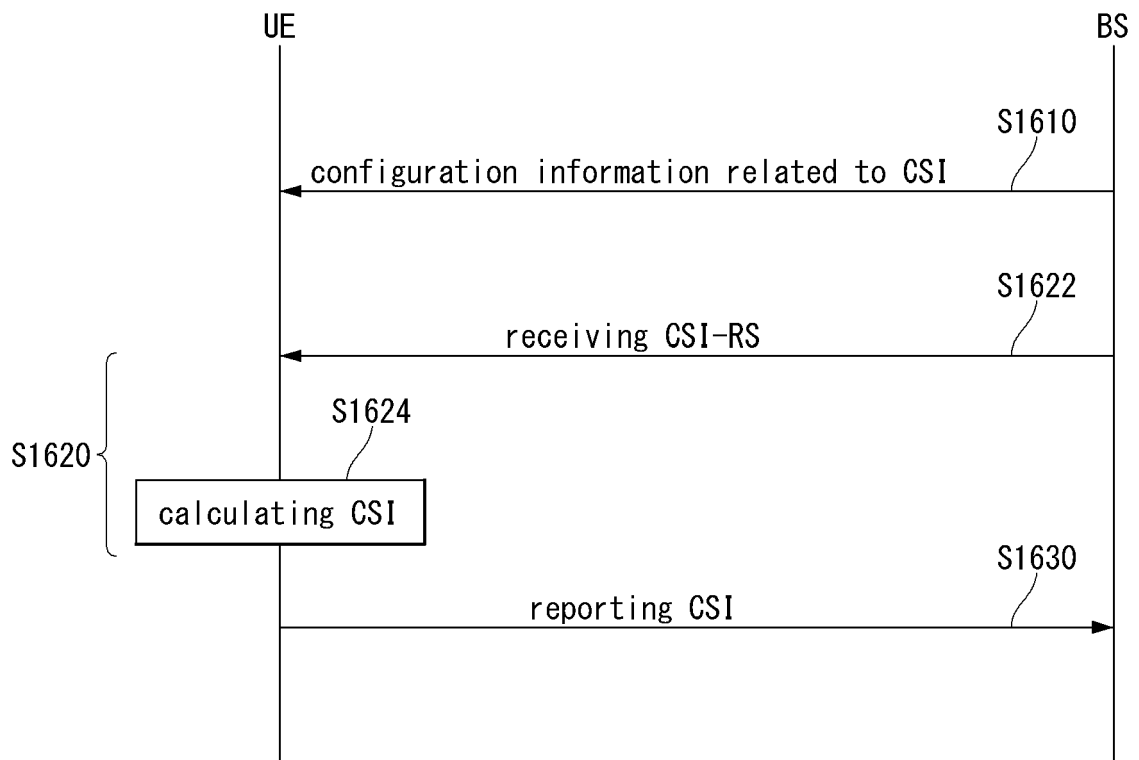 UE
BS
S1610
configuration information related to CSI
S1622
receiving CSI-RS
S1624
S1620
calculating CSI
S1630
reporting CSI